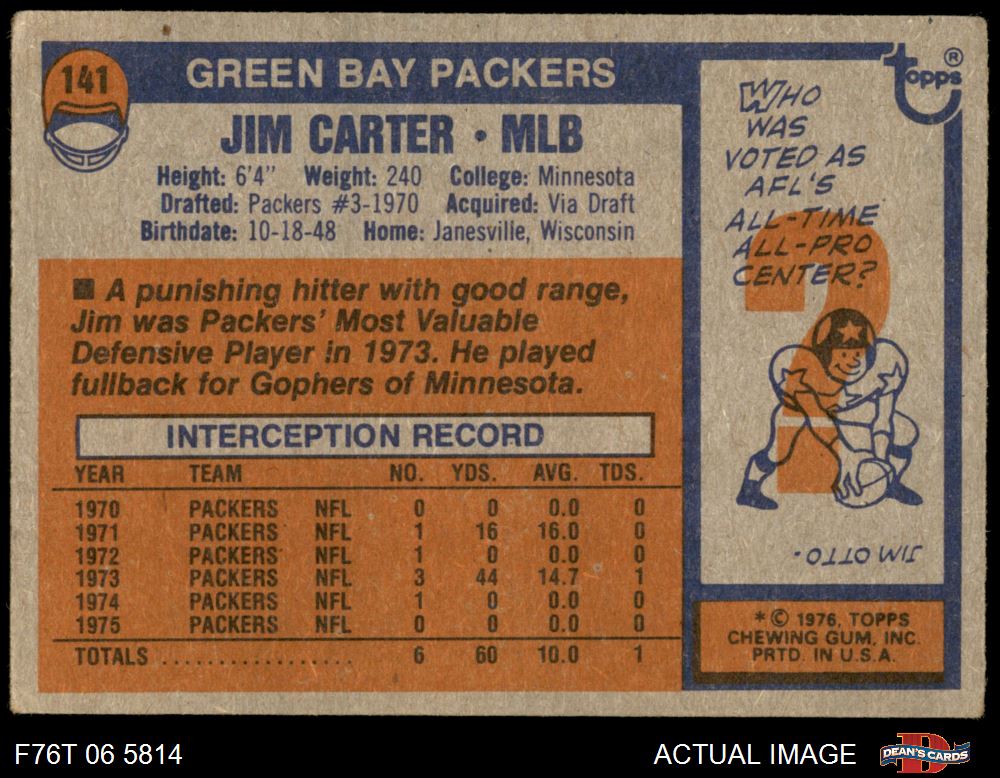 141
GREEN BAY PACKERS
JIM CARTER • MLB
Height: 6'4" Weight: 240 College: Minnesota
Drafted: Packers #3-1970 Acquired: Via Draft
Birthdate: 10-18-48 Home: Janesville, Wisconsin
■ A punishing hitter with good range,
Jim was Packers' Most Valuable
Defensive Player in 1973. He played
fullback for Gophers of Minnesota.
INTERCEPTION RECORD
YEAR TEAM NO. YDS. AVG. TDS.
1970 PACKERS NFL 0 0 0.0 0
1971 PACKERS NFL 1 16 16.0 0
1972 PACKERS NFL 1 0 0.0 0
1973 PACKERS NFL 3 44 14.7 1
1974 PACKERS NFL 1 0 0.0 0
1975 PACKERS NFL 0 0 0.0 0
TOTALS .................. 6 60 10.0 1
topps®
WHO
WAS
VOTED AS
AFL'S
ALL-TIME
ALL-PRO
CENTER?
?
JIM OTTO.
*© 1976, TOPPS
CHEWING GUM, INC.
PRTD. IN U.S.A.
F76T 06 5814
ACTUAL IMAGE
D
DEAN'S CARDS